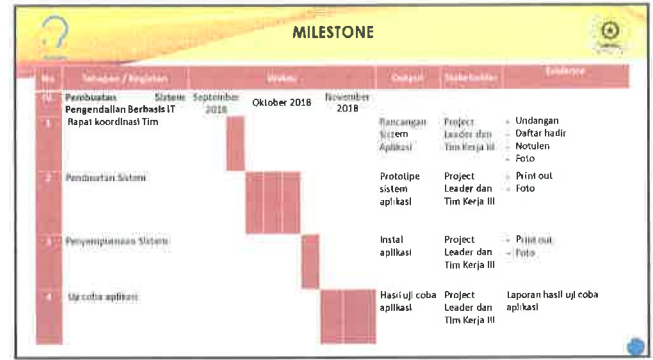 MILESTONE
No Tahapan / Kegiatan Waktu Output Stakeholder Evidence
IV. Pembuatan Sistem Pengendalian Berbasis IT September 2018 Oktober 2018 November 2018
1 Rapat koordinasi Tim Rancangan Sistem Aplikasi Project Leader dan Tim Kerja III - Undangan
- Daftar hadir
- Notulen
- Foto
2 Pembuatan Sistem Prototipe sistem aplikasi Project Leader dan Tim Kerja III - Print out
- Foto
3 Penyempurnaan Sistem Instal aplikasi Project Leader dan Tim Kerja III - Print out
- Foto
4 Uji coba aplikasi Hasil uji coba aplikasi Project Leader dan Tim Kerja III Laporan hasil uji coba aplikasi